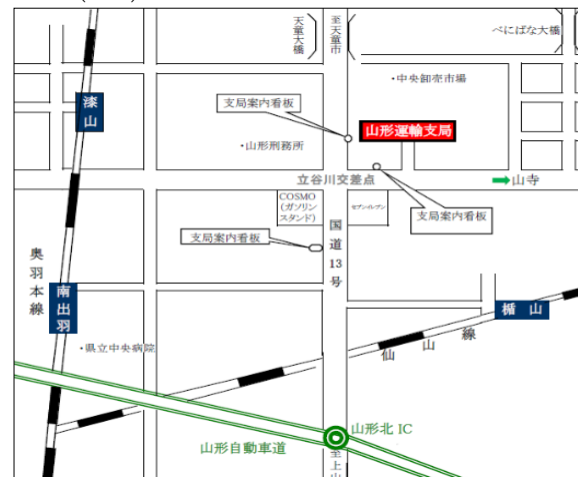 天童大橋
至天童市
べにばな大橋
・中央卸売市場
支局案内看板
漆山
山形運輸支局
・山形刑務所
立谷川交差点
山寺
COSMO
(ガソリン
スタンド)
セブンイレブン
支局案内看板
国道13号
支局案内看板
奥羽本線
南出羽
楯山
・県立中央病院
仙山線
山形北 IC
山形自動車道
至上山